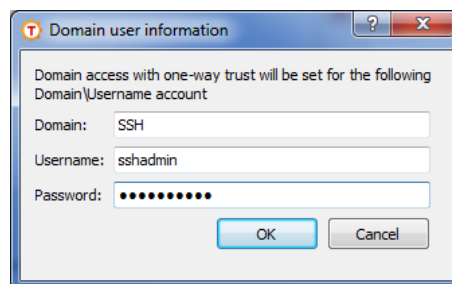 Domain user information
Domain access with one-way trust will be set for the following
Domain\Username account
Domain: SSH
Username: sshadmin
Password: ●●●●●●●●●●
OK Cancel